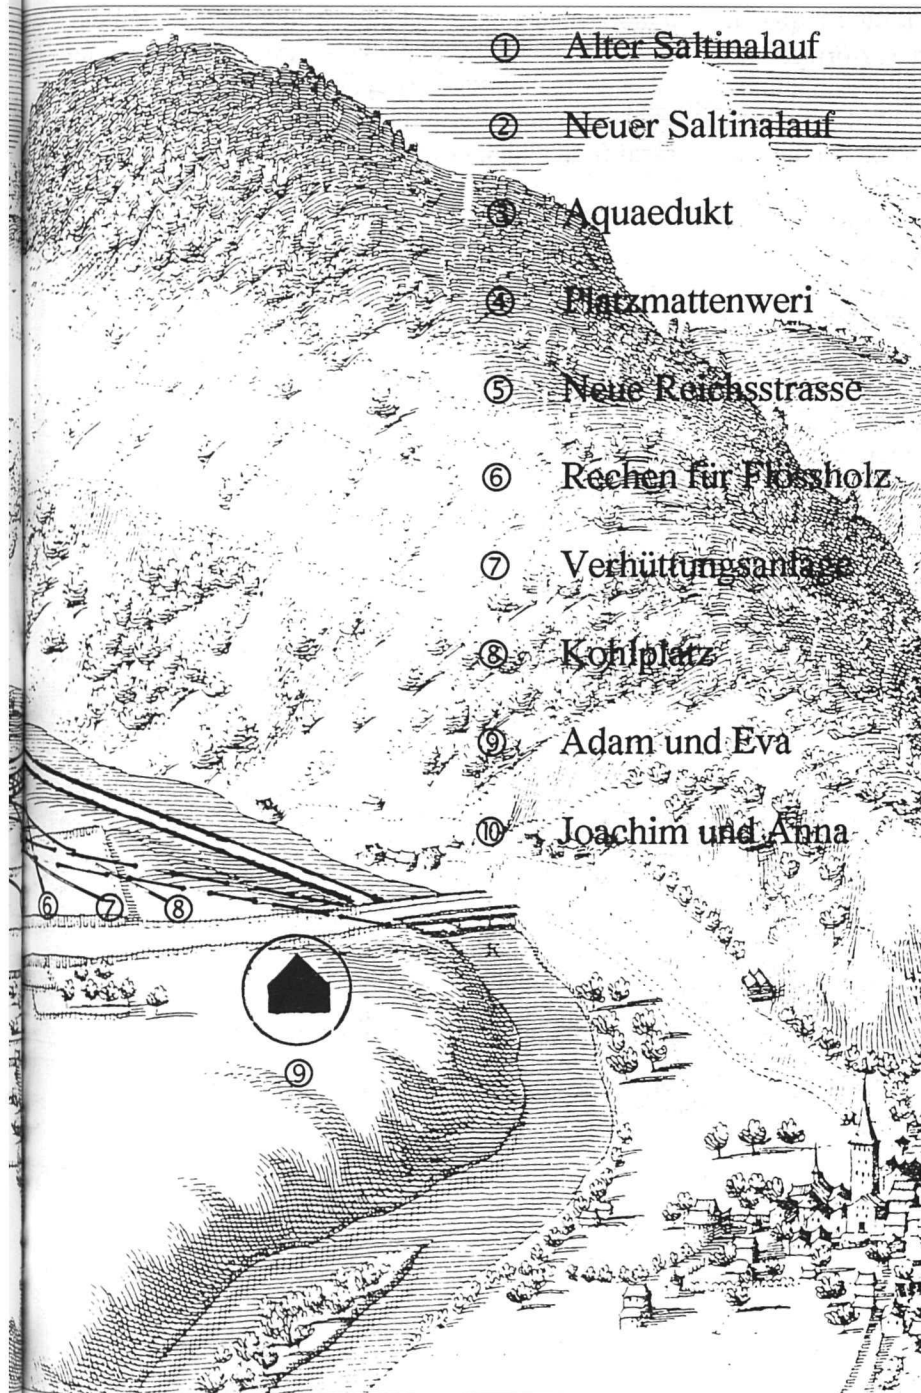 ① Alter Saltinalauf
② Neuer Saltinalauf
③ Aquaedukt
④ Platzmattenweri
⑤ Neue Reichsstrasse
⑥ Rechen für Flössholz
⑦ Verhüttungsanlage
⑧ Kohlplatz
⑨ Adam und Eva
⑩ Joachim und Anna
⑥ ⑦ ⑧
⑨